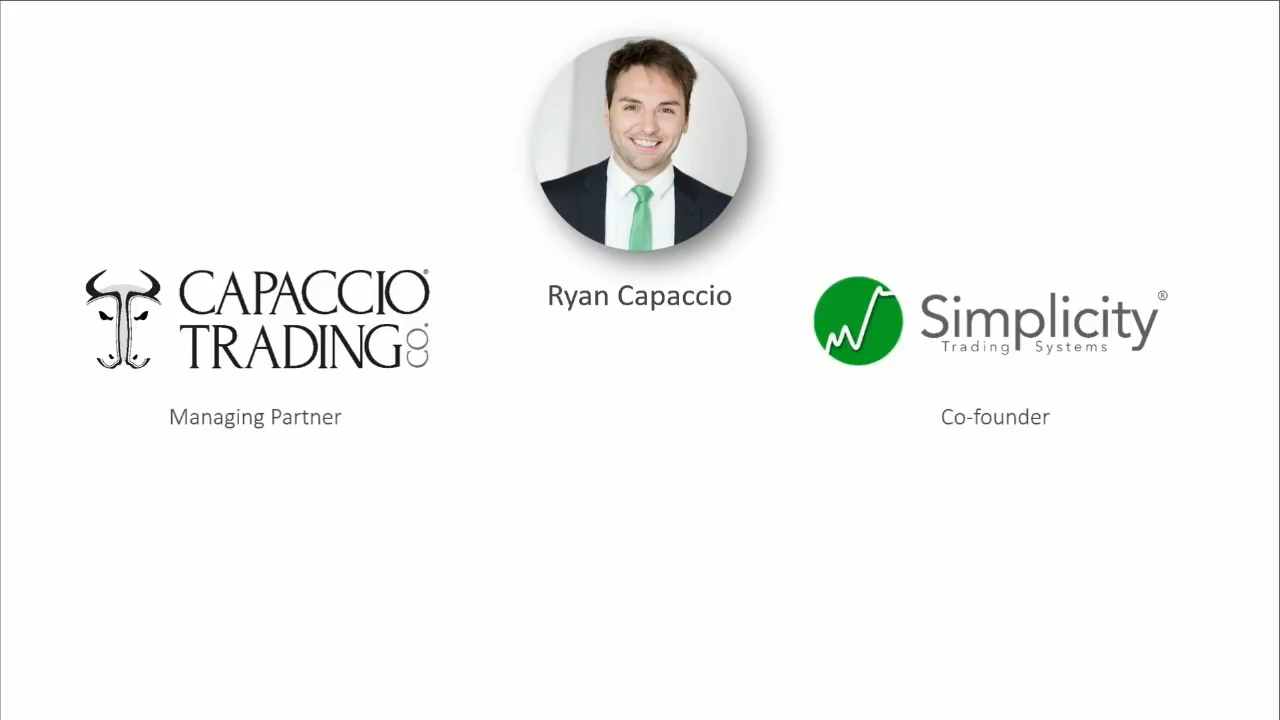 Ryan Capaccio
CAPACCIO®
TRADING CO.
Managing Partner
Simplicity®
Trading Systems
Co-founder